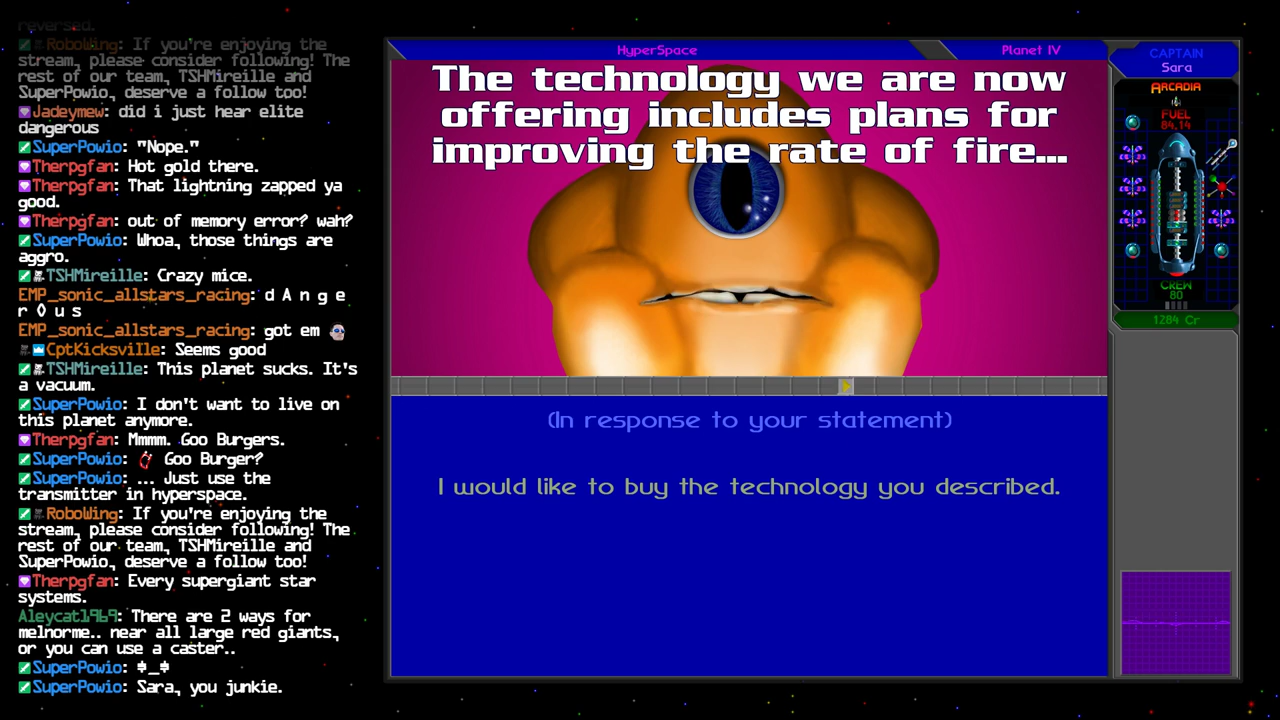 reversed.
RoboWing: If you're enjoying the
stream, please consider following! The
rest of our team, TSHMireille and
SuperPowio, deserve a follow too!
Jadeymew: did i just hear elite
dangerous
SuperPowio: "Nope."
Therpgfan: Hot gold there.
Therpgfan: That lightning zapped ya
good.
Therpgfan: out of memory error? wah?
SuperPowio: Whoa, those things are
aggro.
TSHMireille: Crazy mice.
EMP_sonic_allstars_racing: d A n g e
r O u s
EMP_sonic_allstars_racing: got em
CptKicksville: Seems good
TSHMireille: This planet sucks. It's
a vacuum.
SuperPowio: I don't want to live on
this planet anymore.
Therpgfan: Mmmm. Goo Burgers.
SuperPowio: Goo Burger?
SuperPowio: ... Just use the
transmitter in hyperspace.
RoboWing: If you're enjoying the
stream, please consider following! The
rest of our team, TSHMireille and
SuperPowio, deserve a follow too!
Therpgfan: Every supergiant star
systems.
Aleycat1969: There are 2 ways for
melnorme.. near all large red giants,
or you can use a caster..
SuperPowio: $_$
SuperPowio: Sara, you junkie.
HyperSpace
Planet IV
The technology we are now
offering includes plans for
improving the rate of fire...
(In response to your statement)
I would like to buy the technology you described.
CAPTAIN
Sara
ARCADIA
FUEL
84.14
CREW
80
1284 Cr